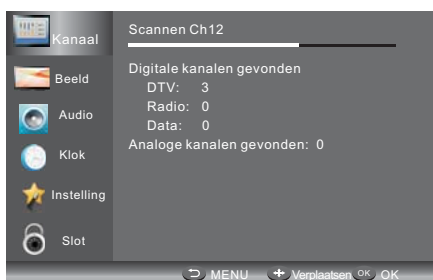 Kanaal
Beeld
Audio
Klok
Instelling
Slot
Scannen Ch12
Digitale kanalen gevonden
DTV: 3
Radio: 0
Data: 0
Analoge kanalen gevonden: 0
MENU Verplaatsen OK OK